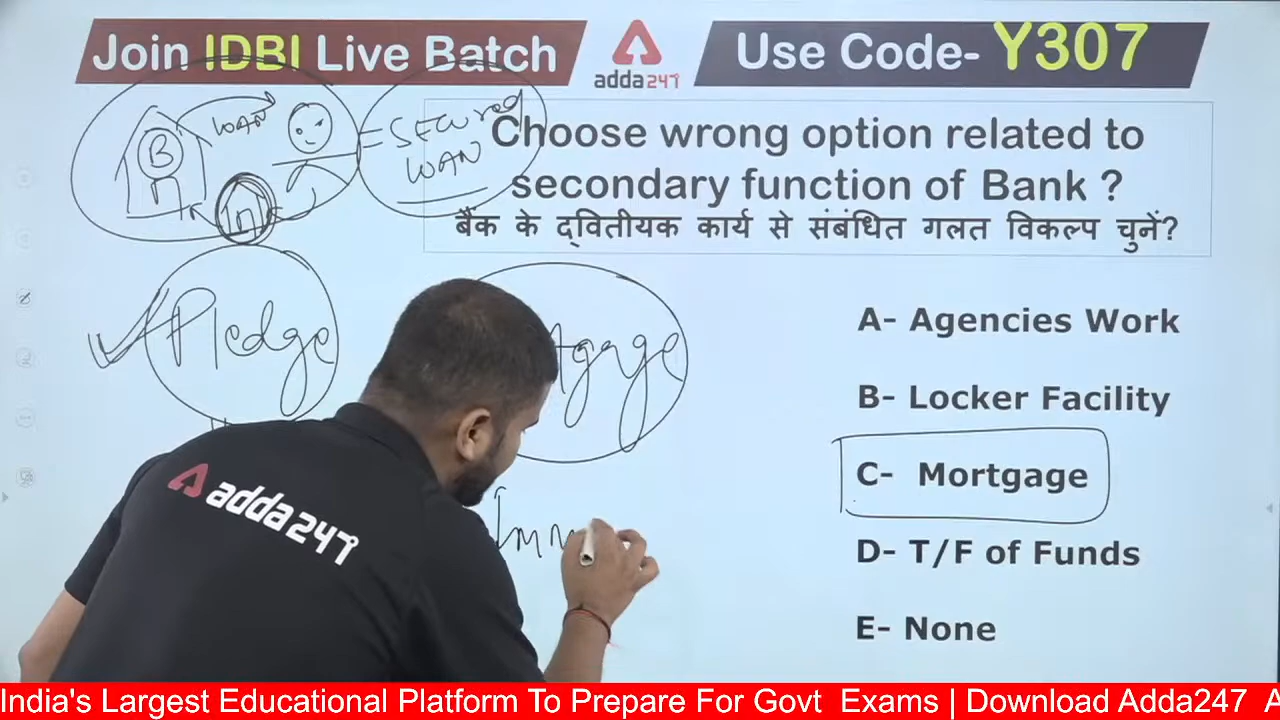 Join IDBI Live Batch
adda247
Use Code- Y307
LOAN
B
= SECUred
LOAN
Choose wrong option related to
secondary function of Bank ?
बैंक के द्वितीयक कार्य से संबंधित गलत विकल्प चुनें?
Pledge
A- Agencies Work
B- Locker Facility
C- Mortgage
D- T/F of Funds
E- None
adda247
India's Largest Educational Platform To Prepare For Govt Exams | Download Adda247 A